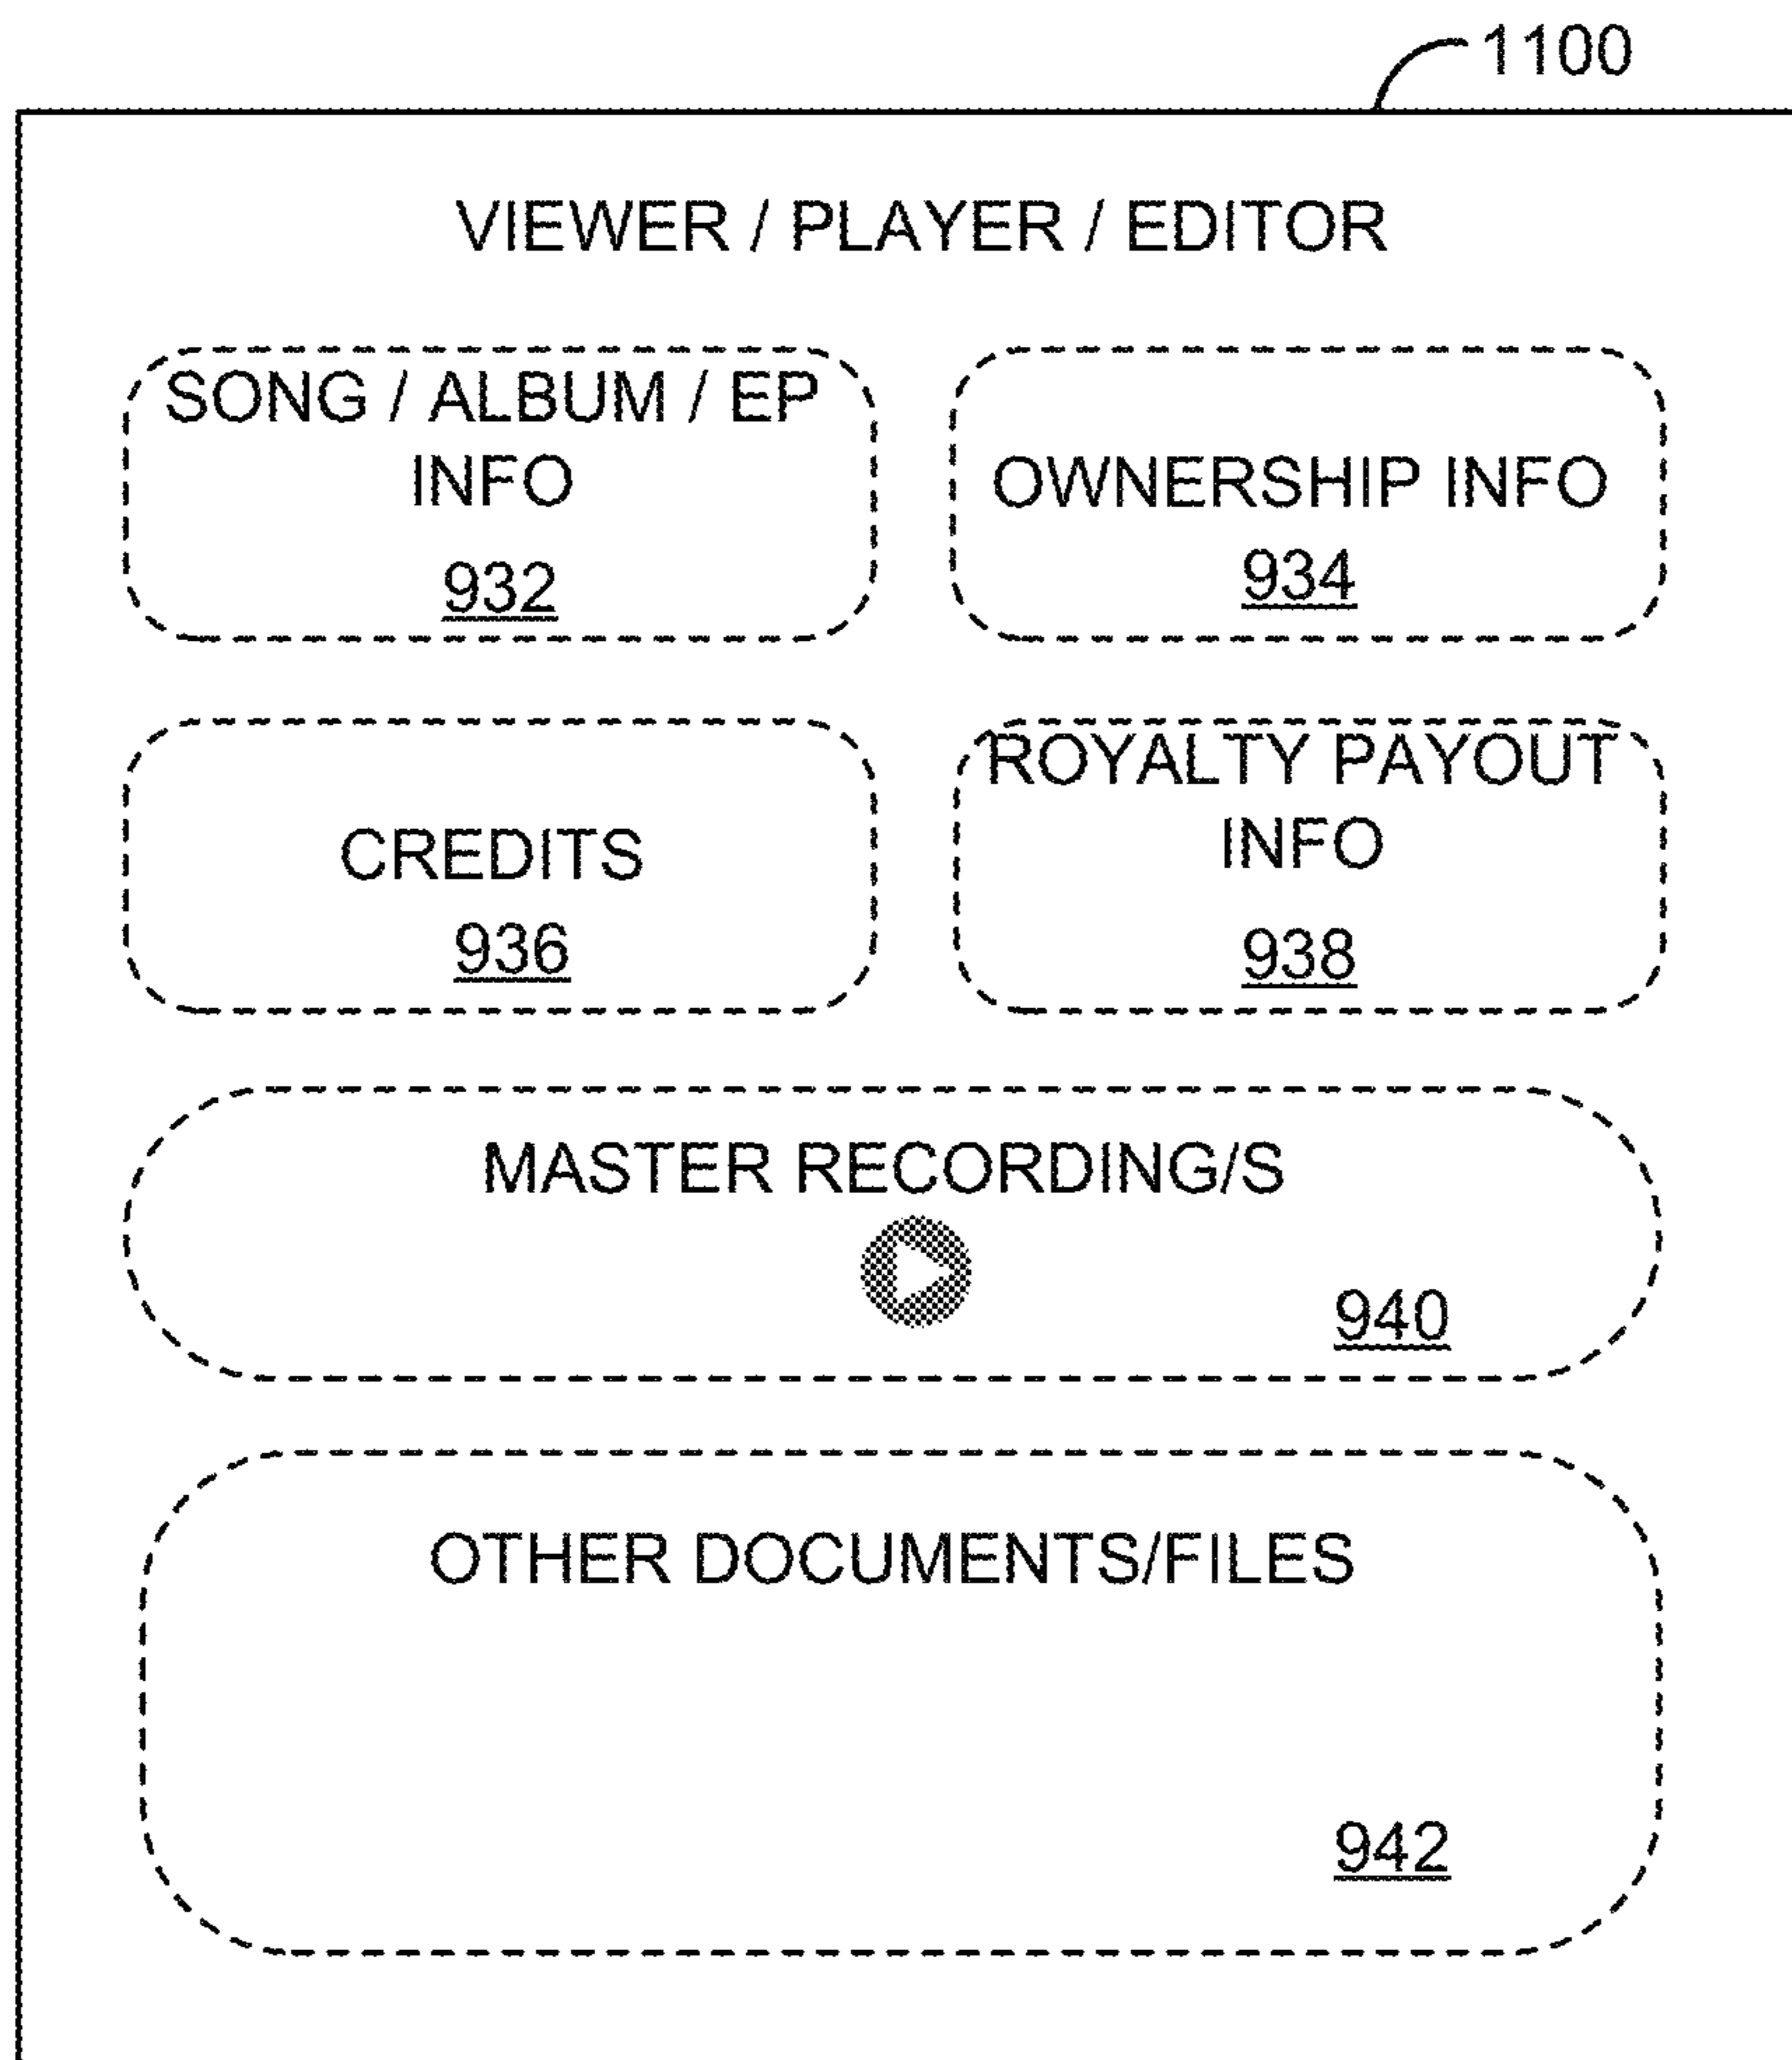 1100
VIEWER / PLAYER / EDITOR
SONG / ALBUM / EP
INFO
932
OWNERSHIP INFO
934
CREDITS
936
ROYALTY PAYOUT
INFO
938
MASTER RECORDING/S
940
OTHER DOCUMENTS/FILES
942